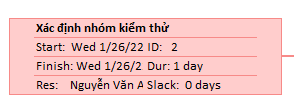 Xác định nhóm kiểm thử
Start: Wed 1/26/22 ID: 2
Finish: Wed 1/26/2 Dur: 1 day
Res: Nguyễn Văn A Slack: 0 days